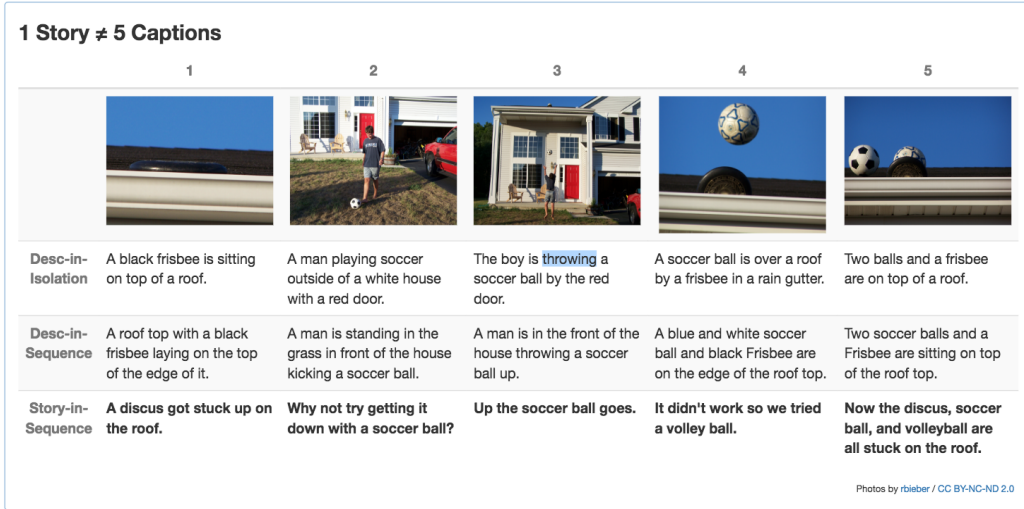 1 Story ≠ 5 Captions
1 2 3 4 5
Desc-in-Isolation
A black frisbee is sitting
on top of a roof.
A man playing soccer
outside of a white house
with a red door.
The boy is throwing a
soccer ball by the red
door.
A soccer ball is over a roof
by a frisbee in a rain gutter.
Two balls and a frisbee
are on top of a roof.
Desc-in-
Sequence
A roof top with a black
frisbee laying on the top
of the edge of it.
A man is standing in the
grass in front of the house
kicking a soccer ball.
A man is in the front of the
house throwing a soccer
ball up.
A blue and white soccer
ball and black Frisbee are
on the edge of the roof top.
Two soccer balls and a
Frisbee are sitting on top
of the roof top.
Story-in-
Sequence
A discus got stuck up on
the roof.
Why not try getting it
down with a soccer ball?
Up the soccer ball goes.
It didn't work so we tried
a volley ball.
Now the discus, soccer
ball, and volleyball are
all stuck on the roof.
Photos by rbieber / CC BY-NC-ND 2.0